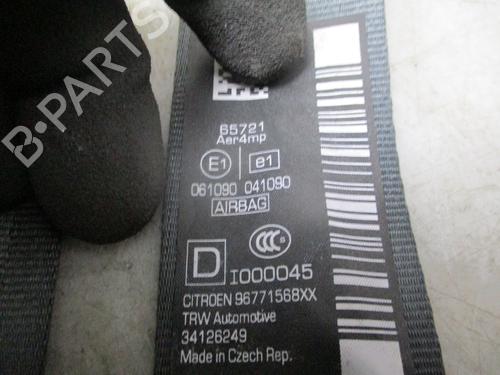 65721
Aer4mp
E1 e1
061090 041090
AIRBAG
CCC S
D I000045
CITROEN 96771568XX
TRW Automotive
34126249
Made in Czech Rep.
B-PARTS